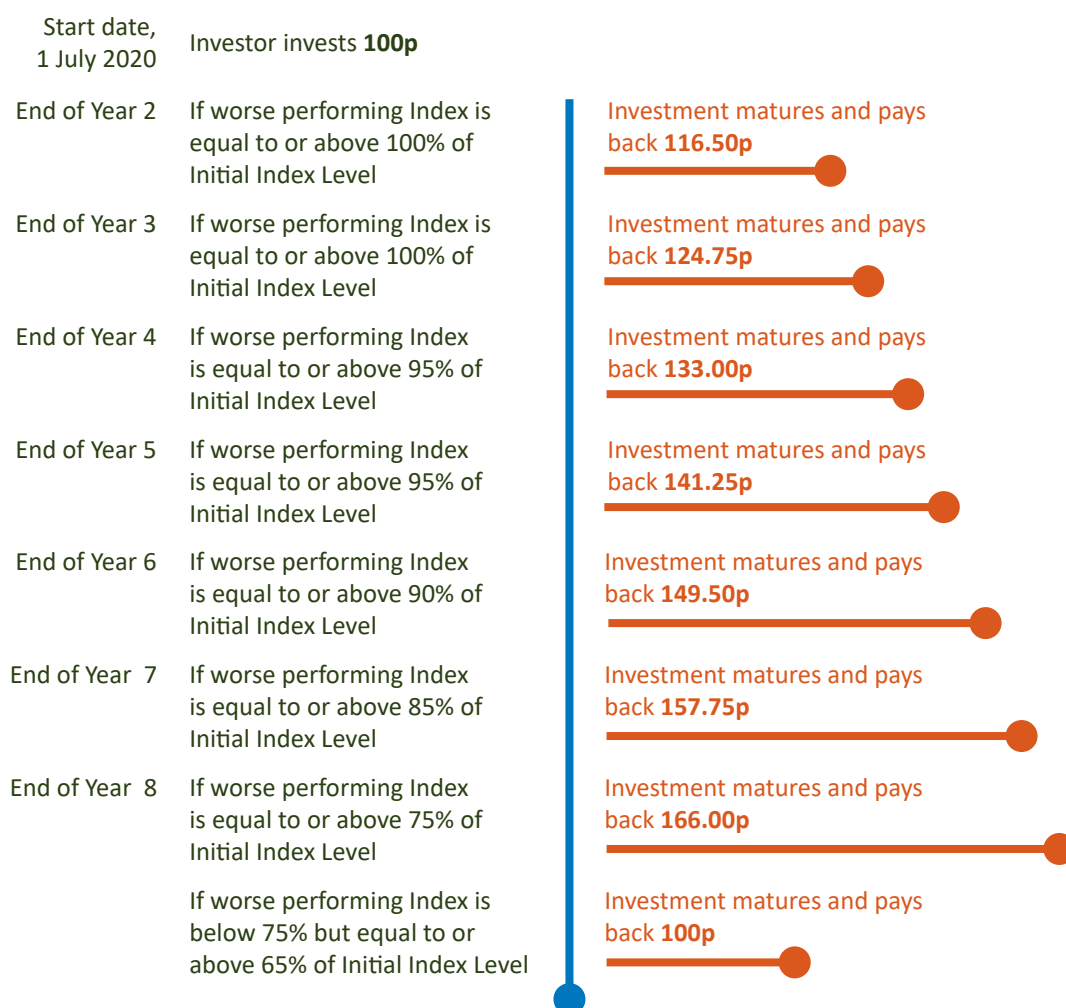 Start date,
1 July 2020
Investor invests 100p
End of Year 2
If worse performing Index is
equal to or above 100% of
Initial Index Level
Investment matures and pays
back 116.50p
End of Year 3
If worse performing Index is
equal to or above 100% of
Initial Index Level
Investment matures and pays
back 124.75p
End of Year 4
If worse performing Index
is equal to or above 95% of
Initial Index Level
Investment matures and pays
back 133.00p
End of Year 5
If worse performing Index
is equal to or above 95% of
Initial Index Level
Investment matures and pays
back 141.25p
End of Year 6
If worse performing Index
is equal to or above 90% of
Initial Index Level
Investment matures and pays
back 149.50p
End of Year 7
If worse performing Index
is equal to or above 85% of
Initial Index Level
Investment matures and pays
back 157.75p
End of Year 8
If worse performing Index
is equal to or above 75% of
Initial Index Level
Investment matures and pays
back 166.00p
If worse performing Index is
below 75% but equal to or
above 65% of Initial Index Level
Investment matures and pays
back 100p